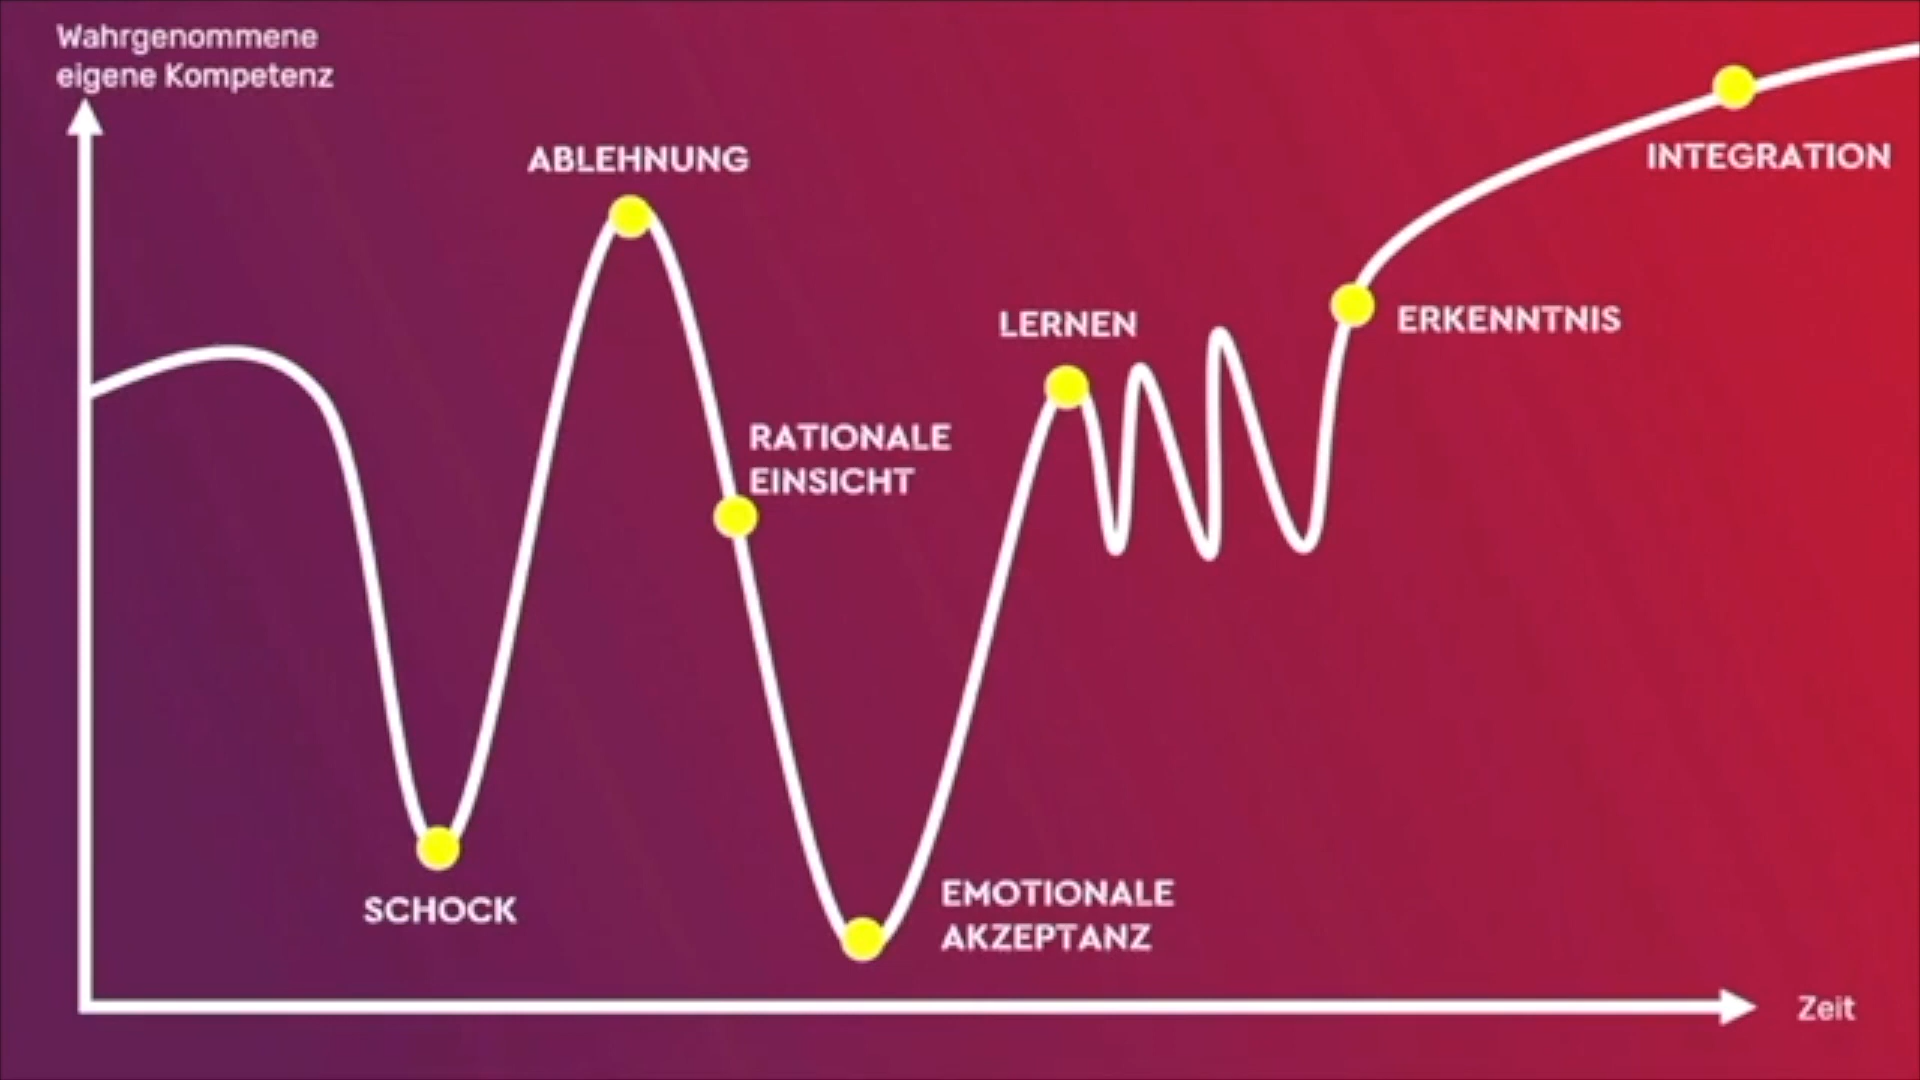 Wahrgenommene
eigene Kompetenz
ABLEHNUNG
INTEGRATION
LERNEN
ERKENNTNIS
RATIONALE
EINSICHT
SCHOCK
EMOTIONALE
AKZEPTANZ
Zeit